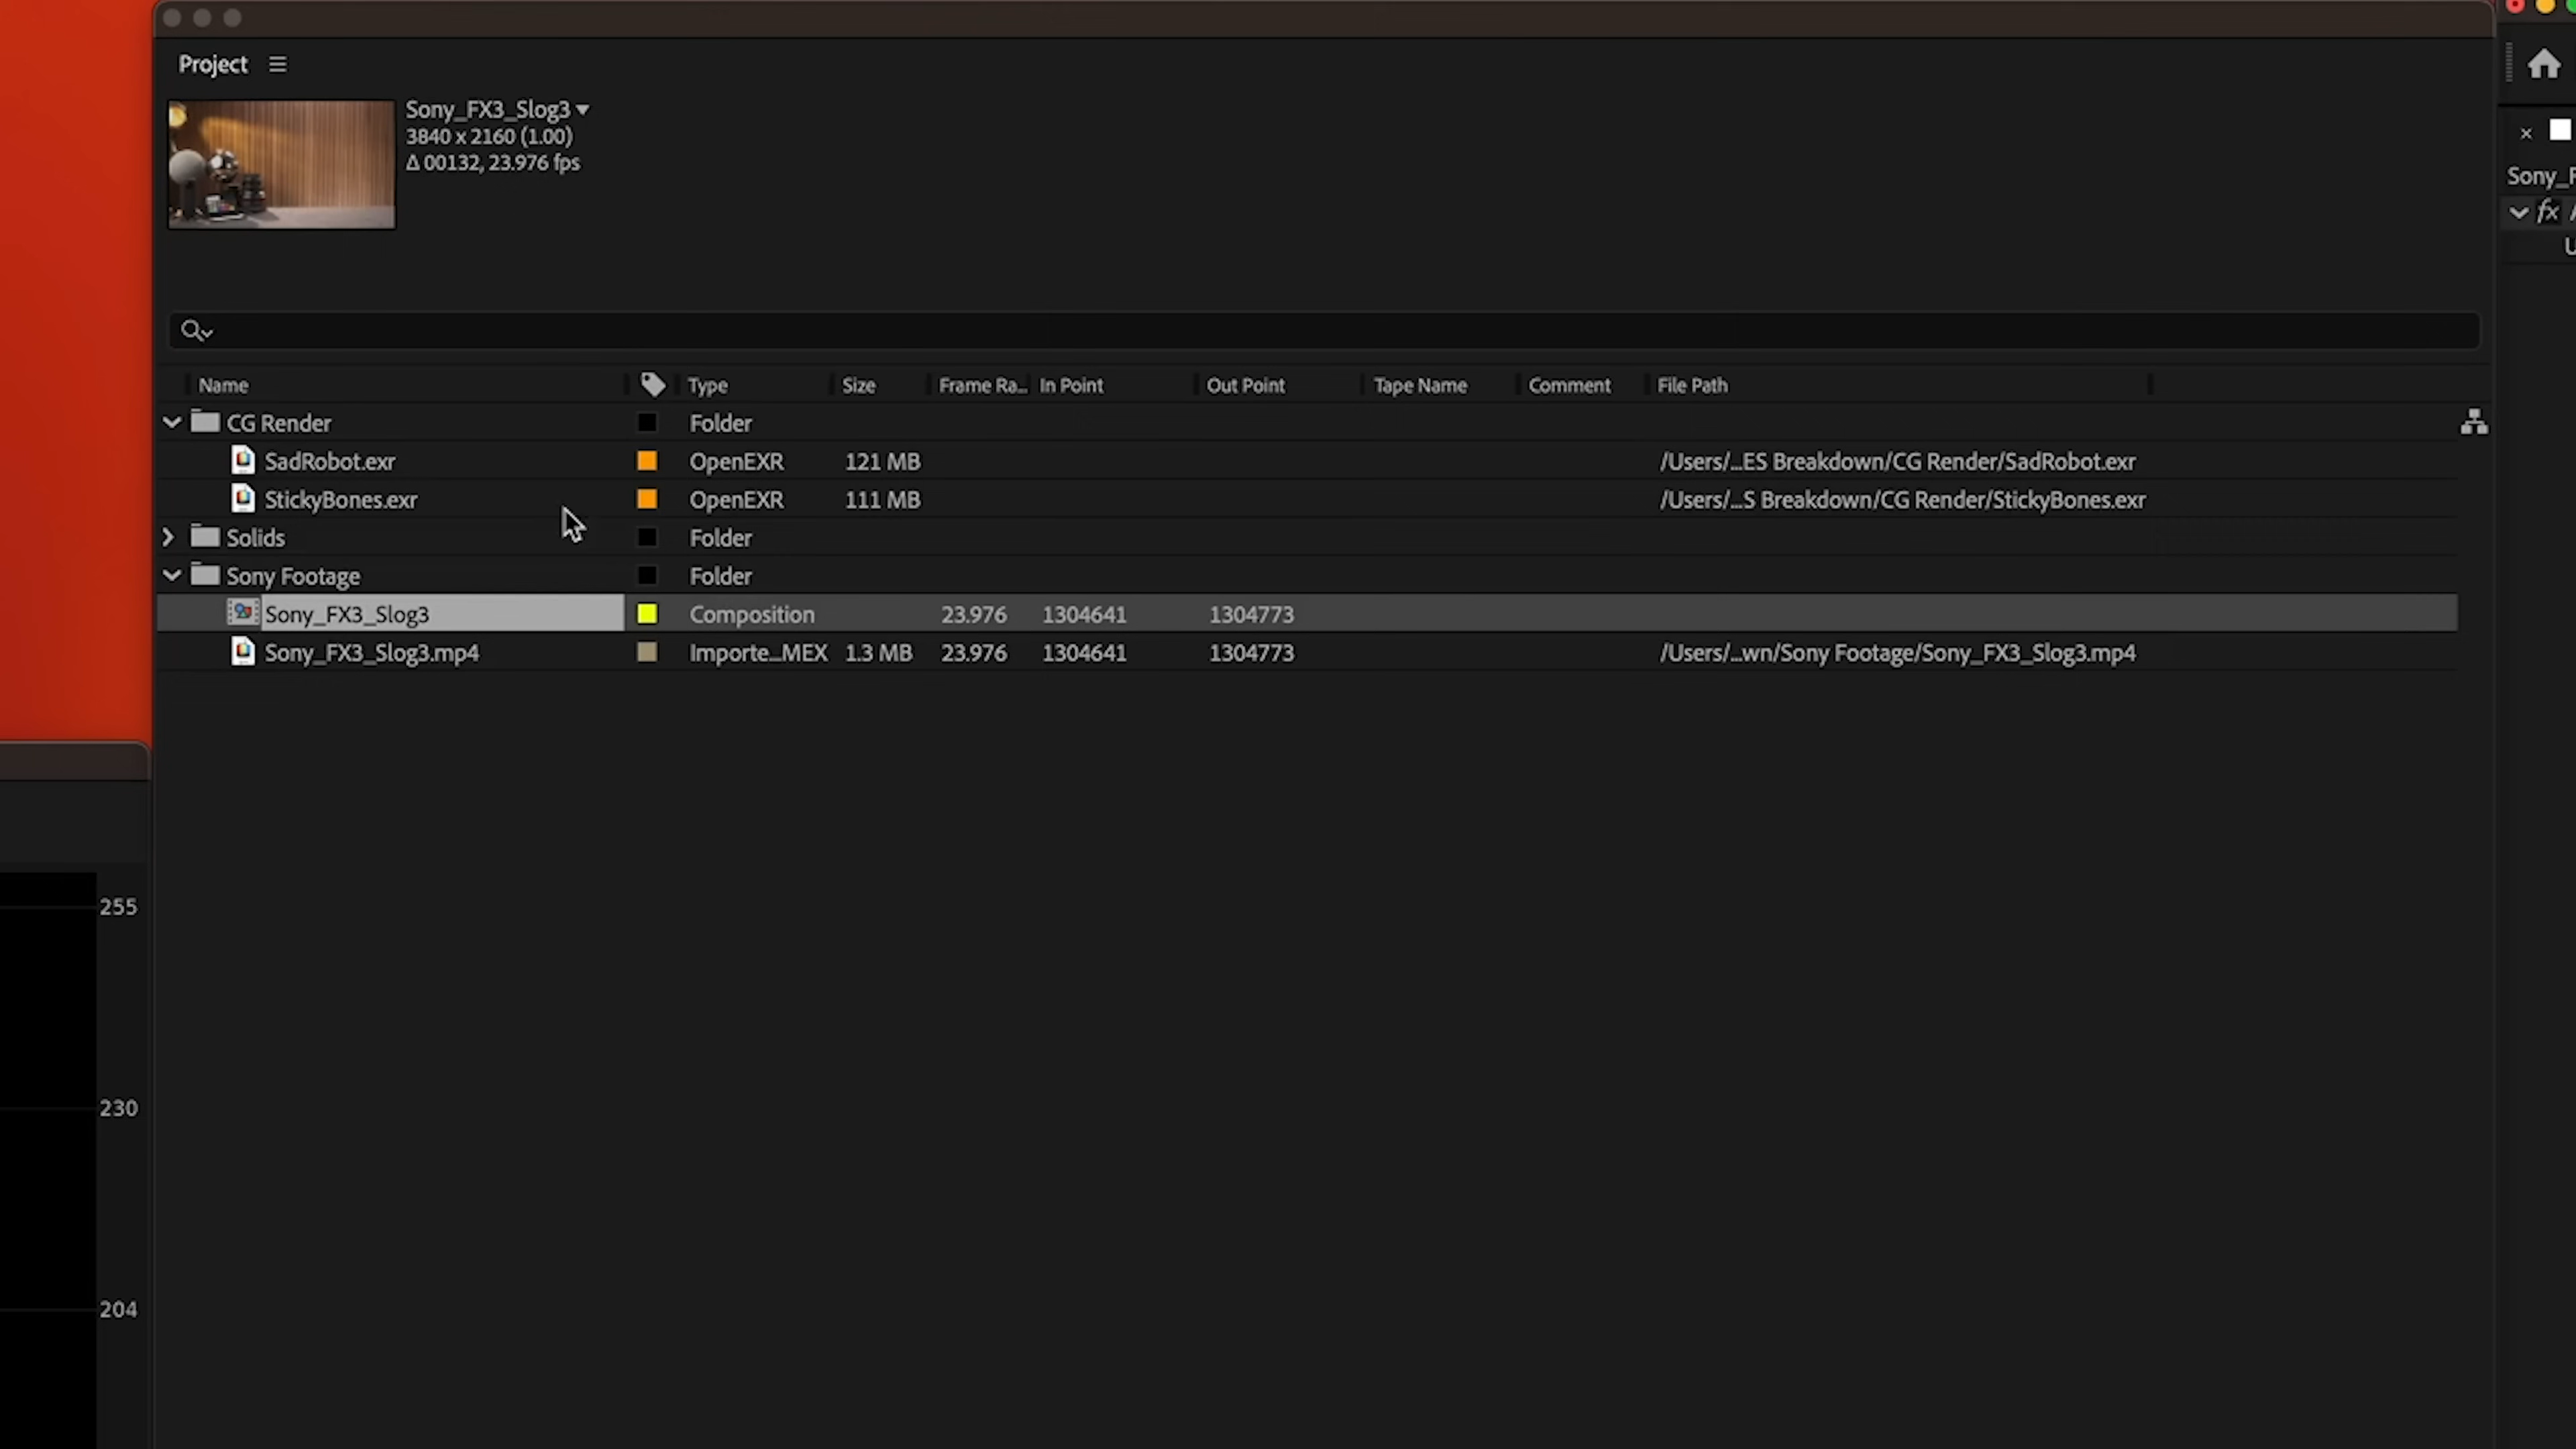 Project
Sony_FX3_Slog3
3840 x 2160 (1.00)
Δ 00132, 23.976 fps
Name Type Size Frame Ra... In Point Out Point Tape Name Comment File Path
CG Render Folder
SadRobot.exr OpenEXR 121 MB /Users/...ES Breakdown/CG Render/SadRobot.exr
StickyBones.exr OpenEXR 111 MB /Users/...S Breakdown/CG Render/StickyBones.exr
Solids Folder
Sony Footage Folder
Sony_FX3_Slog3 Composition 23.976 1304641 1304773
Sony_FX3_Slog3.mp4 Importe...MEX 1.3 MB 23.976 1304641 1304773 /Users/...wn/Sony Footage/Sony_FX3_Slog3.mp4
255
230
204
Sony_F
fx